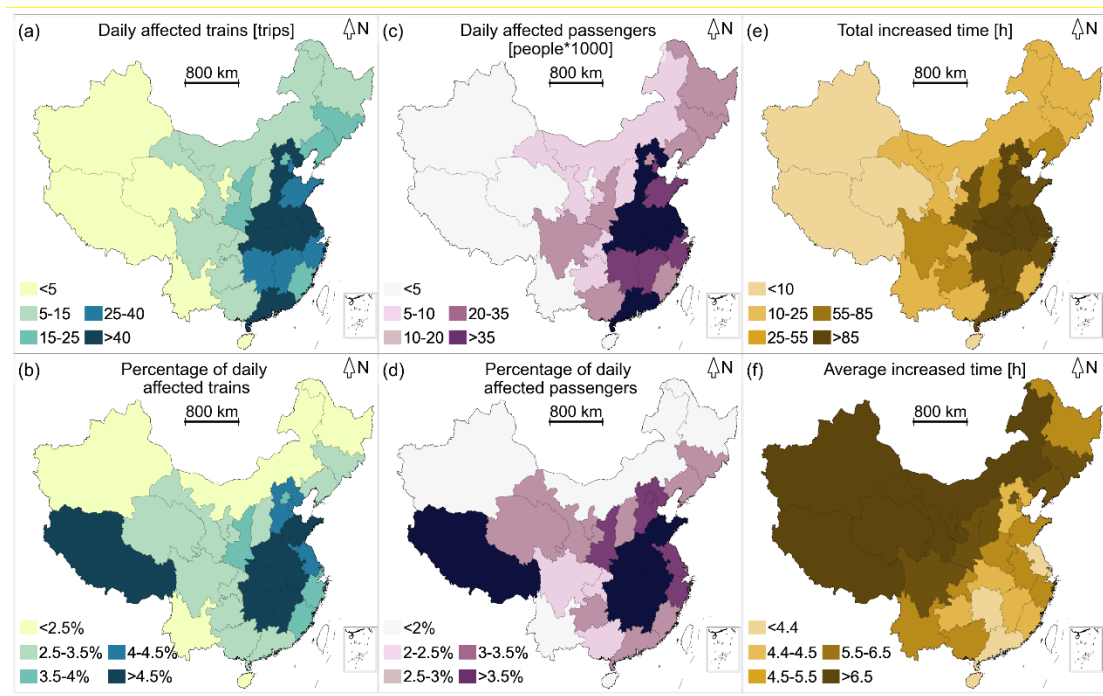 (a) Daily affected trains [trips] N
800 km
<5
5-15 25-40
15-25 >40
(c) Daily affected passengers N
[people*1000]
800 km
<5
5-10 20-35
10-20 >35
(e) Total increased time [h] N
800 km
<10
10-25 55-85
25-55 >85
(b) Percentage of daily N
affected trains
800 km
<2.5%
2.5-3.5% 4-4.5%
3.5-4% >4.5%
(d) Percentage of daily N
affected passengers
800 km
<2%
2-2.5% 3-3.5%
2.5-3% >3.5%
(f) Average increased time [h] N
800 km
<4.4
4.4-4.5 5.5-6.5
4.5-5.5 >6.5